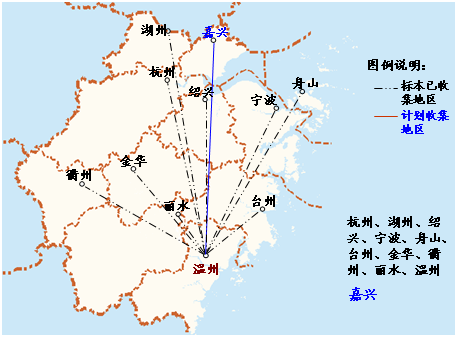 湖州
嘉兴
杭州
绍兴
宁波
舟山
金华
衢州
丽水
台州
温州
图例说明：
标本已收
集地区
计划收集
地区
杭州、湖州、绍
兴、宁波、舟山、
台州、金华、衢
州、丽水、温州
嘉兴